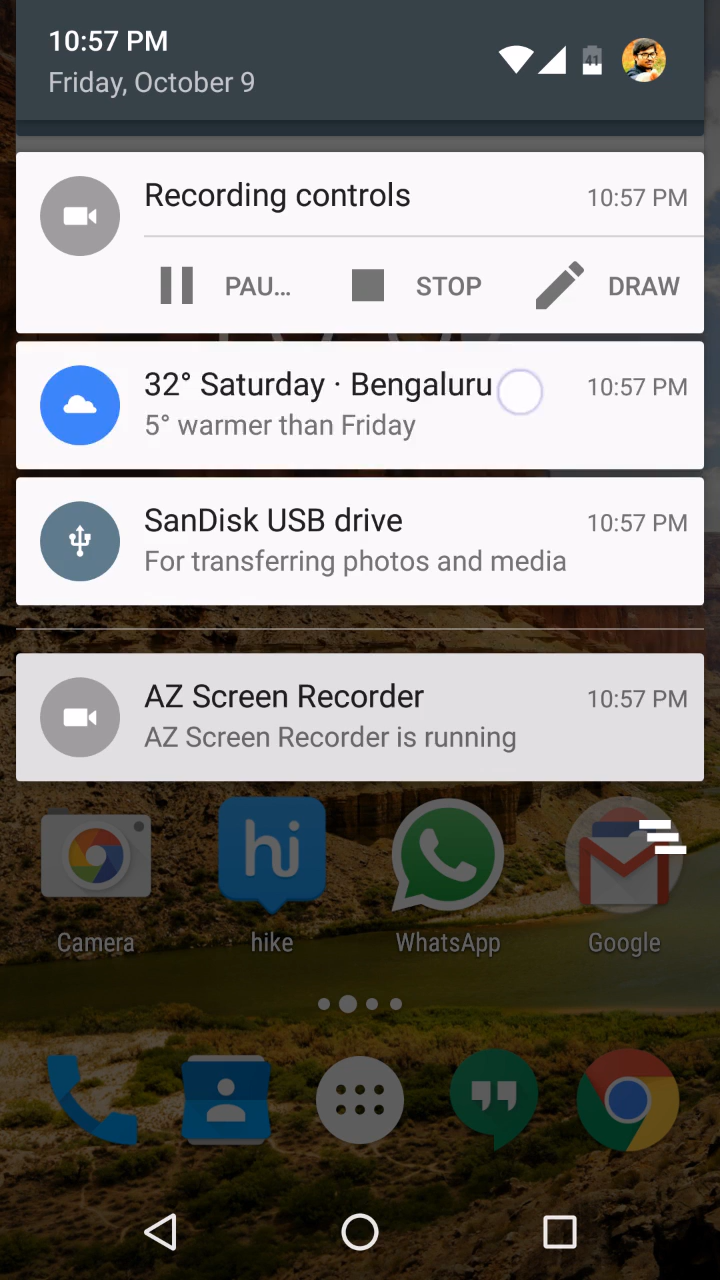 10:57 PM
Friday, October 9
41
Recording controls
10:57 PM
PAU...
STOP
DRAW
32° Saturday · Bengaluru
10:57 PM
5° warmer than Friday
SanDisk USB drive
10:57 PM
For transferring photos and media
AZ Screen Recorder
10:57 PM
AZ Screen Recorder is running
hi
Camera
hike
WhatsApp
Google